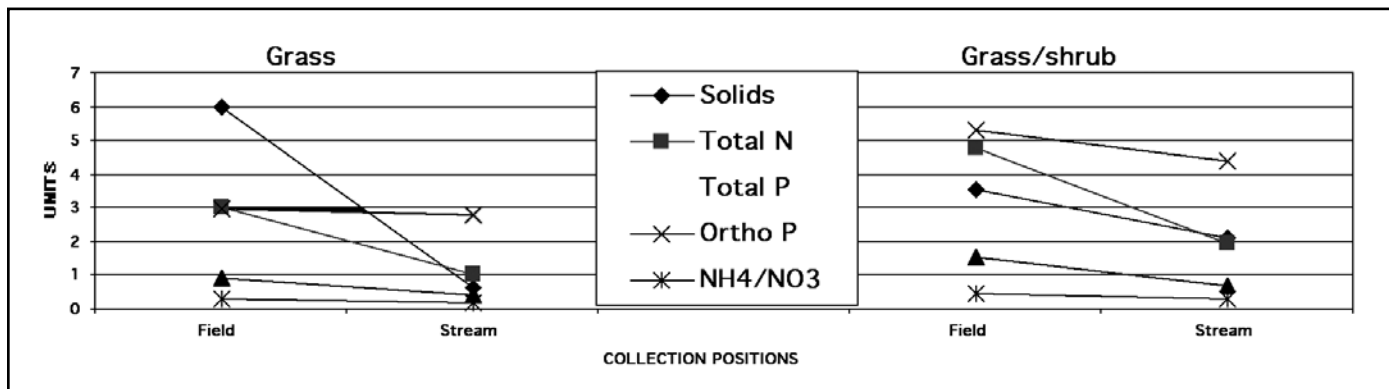 Grass
Grass/shrub
7
6
5
4
3
2
1
0
UNITS
Solids
Total N
Total P
Ortho P
NH4/NO3
Field
Stream
Field
Stream
COLLECTION POSITIONS